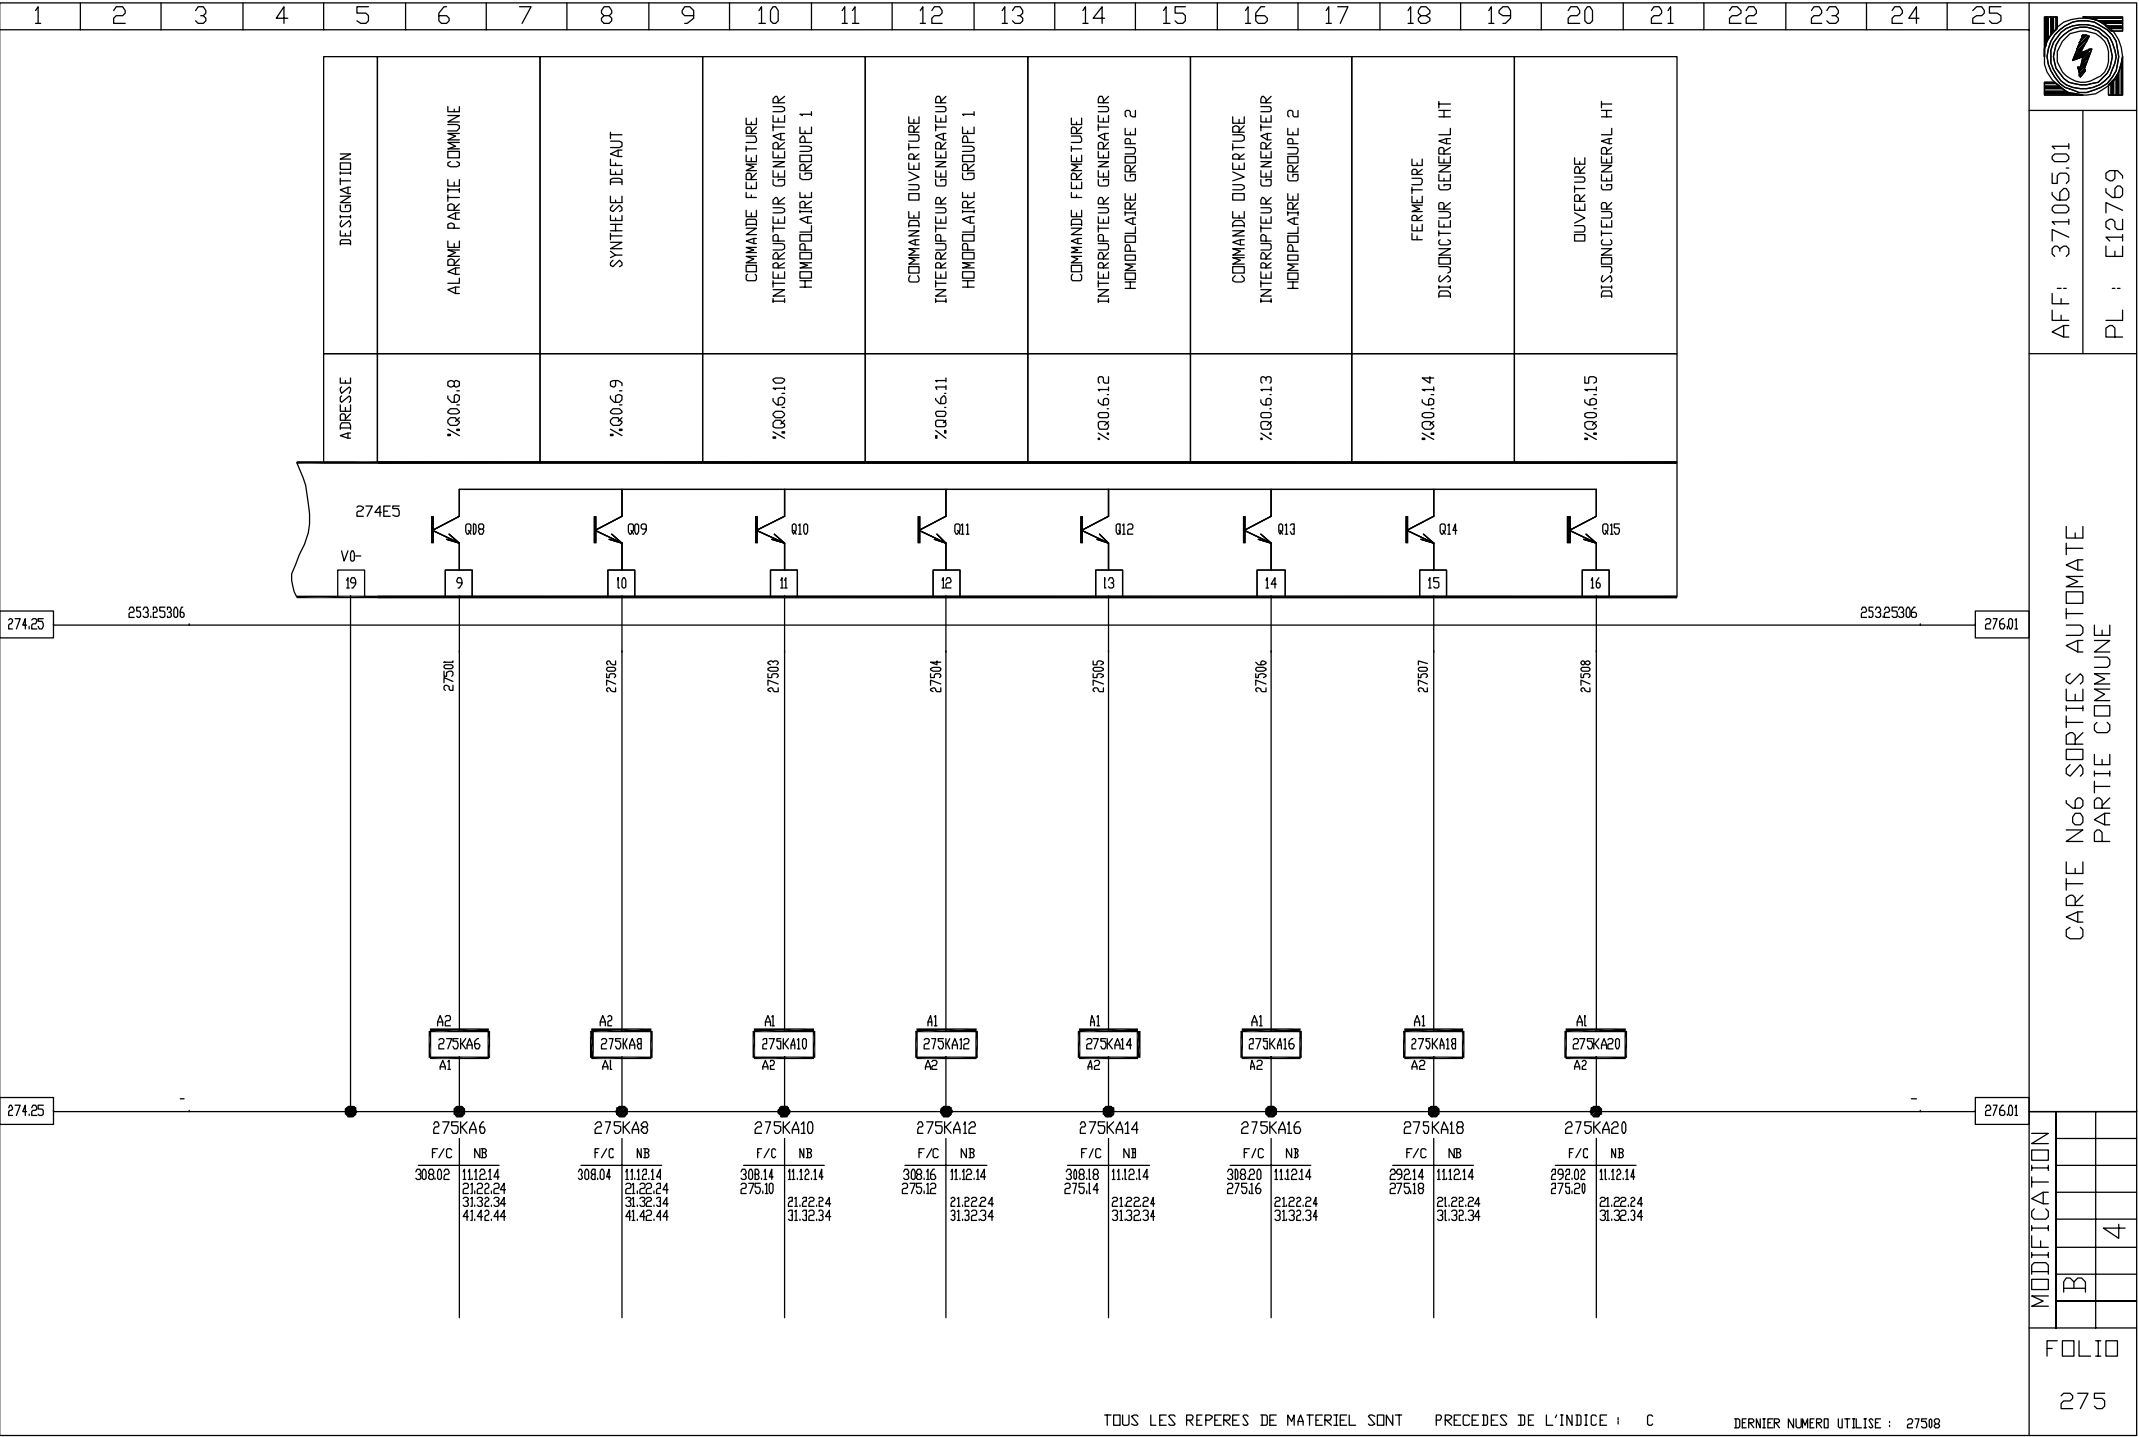 1 2 3 4 5 6 7 8 9 10 11 12 13 14 15 16 17 18 19 20 21 22 23 24 25
DESIGNATION
ALARME PARTIE COMMUNE
SYNTHESE DEFAUT
COMMANDE FERMETURE
INTERRUPTEUR GENERATEUR
HOMOPOLAIRE GROUPE 1
COMMANDE OUVERTURE
INTERRUPTEUR GENERATEUR
HOMOPOLAIRE GROUPE 1
COMMANDE FERMETURE
INTERRUPTEUR GENERATEUR
HOMOPOLAIRE GROUPE 2
COMMANDE OUVERTURE
INTERRUPTEUR GENERATEUR
HOMOPOLAIRE GROUPE 2
FERMETURE
DISJONCTEUR GENERAL HT
OUVERTURE
DISJONCTEUR GENERAL HT
ADRESSE
%Q0.6.8
%Q0.6.9
%Q0.6.10
%Q0.6.11
%Q0.6.12
%Q0.6.13
%Q0.6.14
%Q0.6.15
274E5
Q08 Q09 Q10 Q11 Q12 Q13 Q14 Q15
V0-
19 9 10 11 12 13 14 15 16
253.25306 253.25306
274.25 276.01
27501 27502 27503 27504 27505 27506 27507 27508
A2 A2 A1 A1 A1 A1 A1 A1
275KA6 275KA8 275KA10 275KA12 275KA14 275KA16 275KA18 275KA20
A1 A1 A2 A2 A2 A2 A2 A2
- -
274.25 276.01
275KA6 275KA8 275KA10 275KA12 275KA14 275KA16 275KA18 275KA20
F/C NB F/C NB F/C NB F/C NB F/C NB F/C NB F/C NB F/C NB
308.02 11.12.14 308.04 11.12.14 308.14 11.12.14 308.16 11.12.14 308.18 11.12.14 308.20 11.12.14 292.14 11.12.14 292.02 11.12.14
21.22.24 21.22.24 275.10 275.12 275.14 275.16 275.18 275.20
31.32.34 31.32.34 21.22.24 21.22.24 21.22.24 21.22.24 21.22.24 21.22.24
41.42.44 41.42.44 31.32.34 31.32.34 31.32.34 31.32.34 31.32.34 31.32.34
TOUS LES REPERES DE MATERIEL SONT PRECEDES DE L'INDICE : C
DERNIER NUMERO UTILISE : 27508
AFF: 371065.01
PL : E12769
CARTE No6 SORTIES AUTOMATE
PARTIE COMMUNE
MODIFICATION
B
4
FOLIO
275